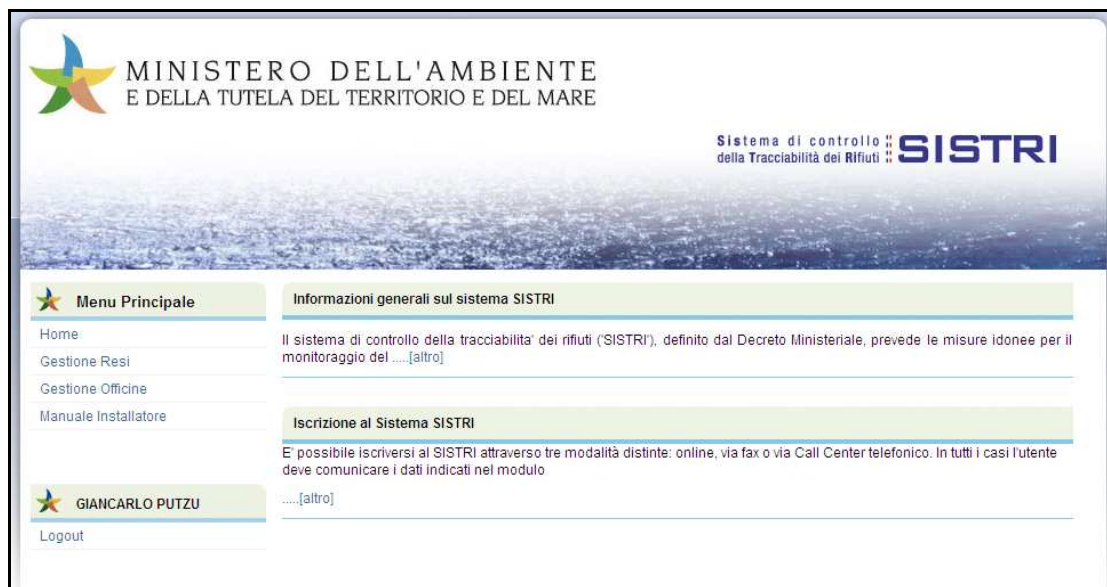 MINISTERO DELL'AMBIENTE
E DELLA TUTELA DEL TERRITORIO E DEL MARE
Sistema di controllo
della Tracciabilità dei Rifiuti
SISTRI
Menu Principale
Home
Gestione Resi
Gestione Officine
Manuale Installatore
GIANCARLO PUTZU
Logout
Informazioni generali sul sistema SISTRI
Il sistema di controllo della tracciabilita' dei rifiuti ('SISTRI'), definito dal Decreto Ministeriale, prevede le misure idonee per il
monitoraggio del .....[altro]
Iscrizione al Sistema SISTRI
E' possibile iscriversi al SISTRI attraverso tre modalità distinte: online, via fax o via Call Center telefonico. In tutti i casi l'utente
deve comunicare i dati indicati nel modulo
.....[altro]